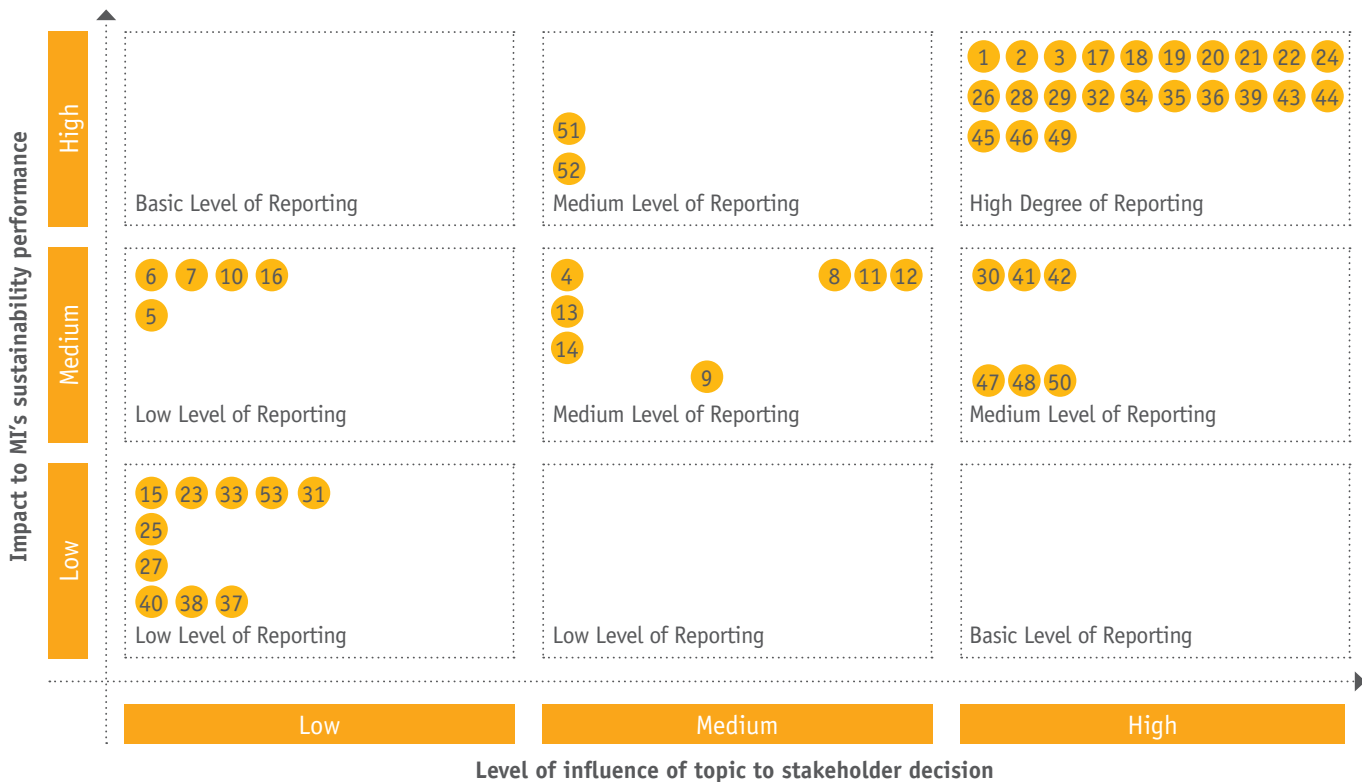 Impact to MI's sustainability performance
High
Medium
Low
Basic Level of Reporting
51
52
Medium Level of Reporting
1 2 3 17 18 19 20 21 22 24
26 28 29 32 34 35 36 39 43 44
45 46 49
High Degree of Reporting
6 7 10 16
5
Low Level of Reporting
4 8 11 12
13
14
9
Medium Level of Reporting
30 41 42
47 48 50
Medium Level of Reporting
15 23 33 53 31
25
27
40 38 37
Low Level of Reporting
Low Level of Reporting
Basic Level of Reporting
Low
Medium
High
Level of influence of topic to stakeholder decision